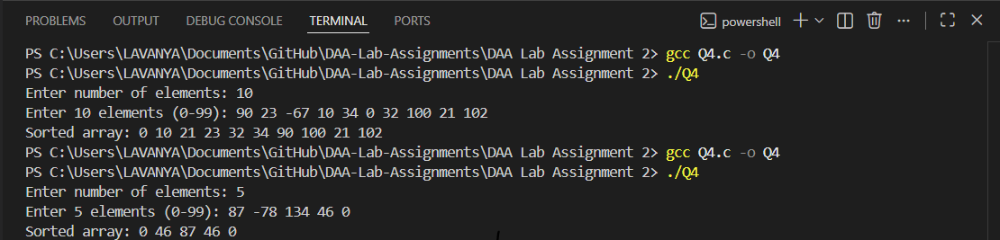 PROBLEMS OUTPUT DEBUG CONSOLE TERMINAL PORTS powershell
PS C:\Users\LAVANYA\Documents\GitHub\DAA-Lab-Assignments\DAA Lab Assignment 2> gcc Q4.c -o Q4
PS C:\Users\LAVANYA\Documents\GitHub\DAA-Lab-Assignments\DAA Lab Assignment 2> ./Q4
Enter number of elements: 10
Enter 10 elements (0-99): 90 23 -67 10 34 0 32 100 21 102
Sorted array: 0 10 21 23 32 34 90 100 21 102
PS C:\Users\LAVANYA\Documents\GitHub\DAA-Lab-Assignments\DAA Lab Assignment 2> gcc Q4.c -o Q4
PS C:\Users\LAVANYA\Documents\GitHub\DAA-Lab-Assignments\DAA Lab Assignment 2> ./Q4
Enter number of elements: 5
Enter 5 elements (0-99): 87 -78 134 46 0
Sorted array: 0 46 87 46 0